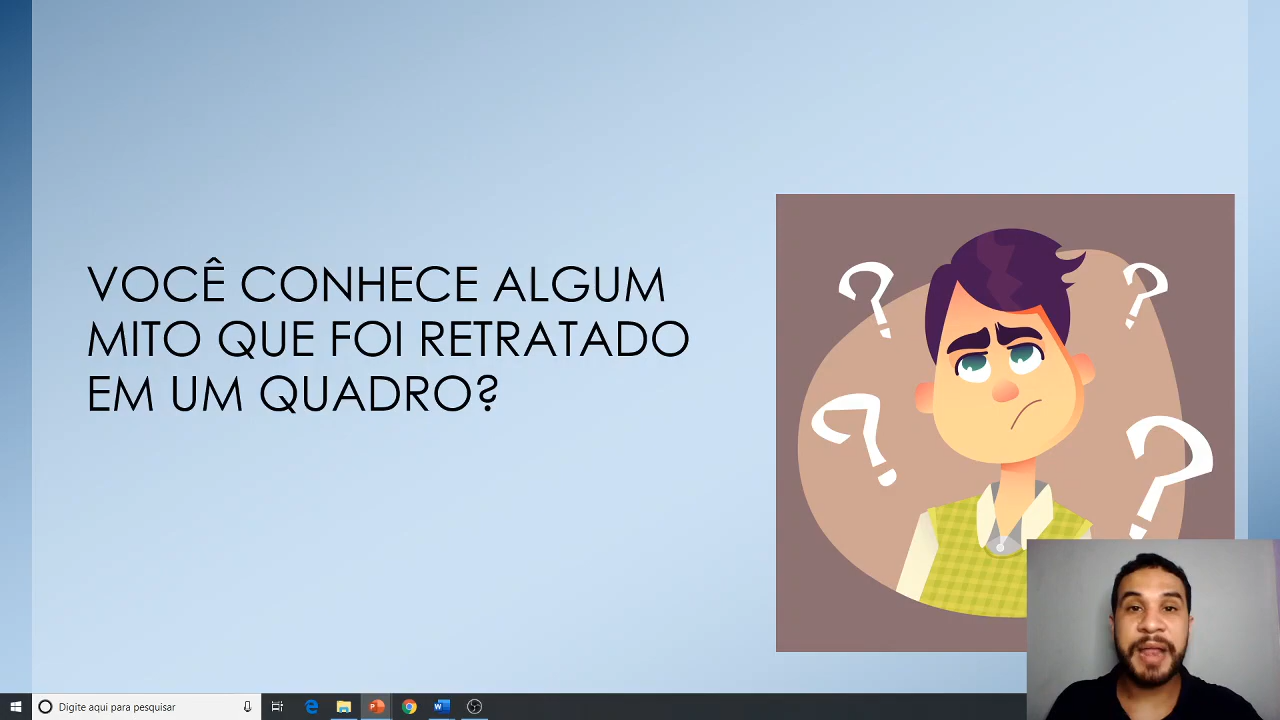 VOCÊ CONHECE ALGUM
MITO QUE FOI RETRATADO
EM UM QUADRO?
? ? ? ?
Digite aqui para pesquisar